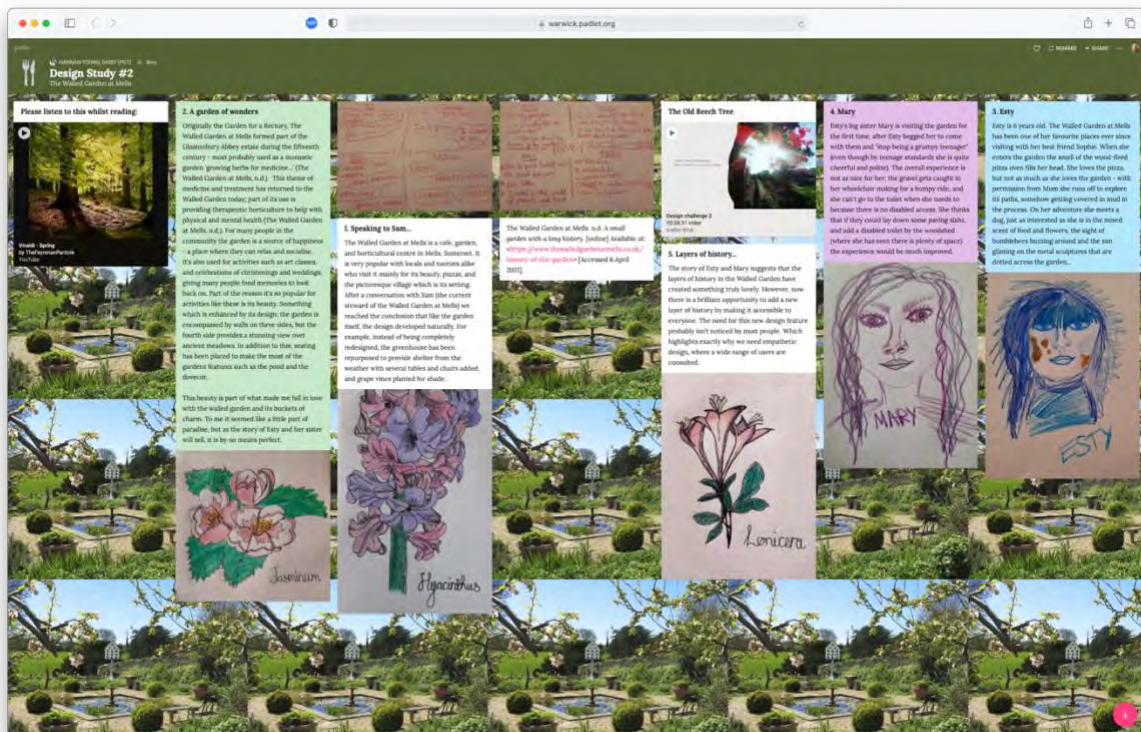 warwick.padlet.org
padlet
REMAKE
SHARE
Design Study #2
The Walled Garden at Mells
Please listen to this whilst reading:
Vivaldi - Spring
by TheFeynmanParticle
YouTube
2. A garden of wonders
Originally the Garden for a Rectory, The
Walled Garden at Mells formed part of the
Glastonbury Abbey estate during the fifteenth
century - most probably used as a monastic
garden 'growing herbs for medicine...' (The
Walled Garden at Mells, n.d.). This theme of
medicine and treatment has returned to the
Walled Garden today; part of its use is
providing therapeutic horticulture to help with
physical and mental health (The Walled Garden
at Mells, n.d.). For many people in the
community the garden is a source of happiness
- a place where they can relax and socialise.
It's also used for activities such as art classes,
and celebrations of christenings and weddings,
giving many people fond memories to look
back on. Part of the reason it's so popular for
activities like these is its beauty. Something
which is enhanced by its design; the garden is
encompassed by walls on three sides, but the
fourth side provides a stunning view over
ancient meadows. In addition to this, seating
has been placed to make the most of the
gardens features such as the pond and the
dovecot.
This beauty is part of what made me fall in love
with the walled garden and its buckets of
charm. To me it seemed like a little part of
paradise, but as the story of Esty and her sister
will tell, it is by no means perfect.
Jasminum
1. Speaking to Sam...
The Walled Garden at Mells is a café, garden,
and horticultural centre in Mells, Somerset. It
is very popular with locals and tourists alike
who visit it mainly for its beauty, pizzas, and
the picturesque village which is its setting.
After a conversation with Sam (the current
steward of the Walled Garden at Mells) we
reached the conclusion that like the garden
itself, the design developed naturally. For
example, instead of being completely
redesigned, the greenhouse has been
repurposed to provide shelter from the
weather with several tables and chairs added,
and grape vines planted for shade.
Hyacinthus
The Walled Garden at Mells. n.d. A small
garden with a long history. [online] Available at:
<https://www.thewalledgardenatmells.co.uk/
history-of-the-garden> [Accessed 6 April
2021].
The Old Beech Tree
Design challenge 2
video
5. Layers of history...
The story of Esty and Mary suggests that the
layers of history in the Walled Garden have
created something truly lovely. However, now
there is a brilliant opportunity to add a new
layer of history by making it accessible to
everyone. The need for this new design feature
probably isn't noticed by most people. Which
highlights exactly why we need empathetic
design, where a wide range of users are
consulted.
Lonicera
4. Mary
Esty's big sister Mary is visiting the garden for
the first time, after Esty begged her to come
with them and "stop being a grumpy teenager"
(even though by teenage standards she is quite
cheerful and polite). The overall experience is
not as nice for her; the gravel gets caught in
her wheelchair making for a bumpy ride, and
she can't go to the toilet when she needs to
because there is no disabled access. She thinks
that if they could lay down some paving slabs,
and add a disabled toilet by the woodshed
(where she has seen there is plenty of space)
the experience would be much improved.
MARY
3. Esty
Esty is 6 years old. The Walled Garden at Mells
has been one of her favourite places ever since
visiting with her best friend Sophie. When she
enters the garden the smell of the wood-fired
pizza oven fills her head. She loves the pizza,
but not as much as she loves the garden - with
permission from Mum she runs off to explore
its paths, somehow getting covered in mud in
the process. On her adventure she meets a
dog, just as interested as she is in the mixed
scent of food and flowers, the sight of
bumblebees buzzing around and the sun
glinting on the metal sculptures that are
dotted across the garden...
ESTY